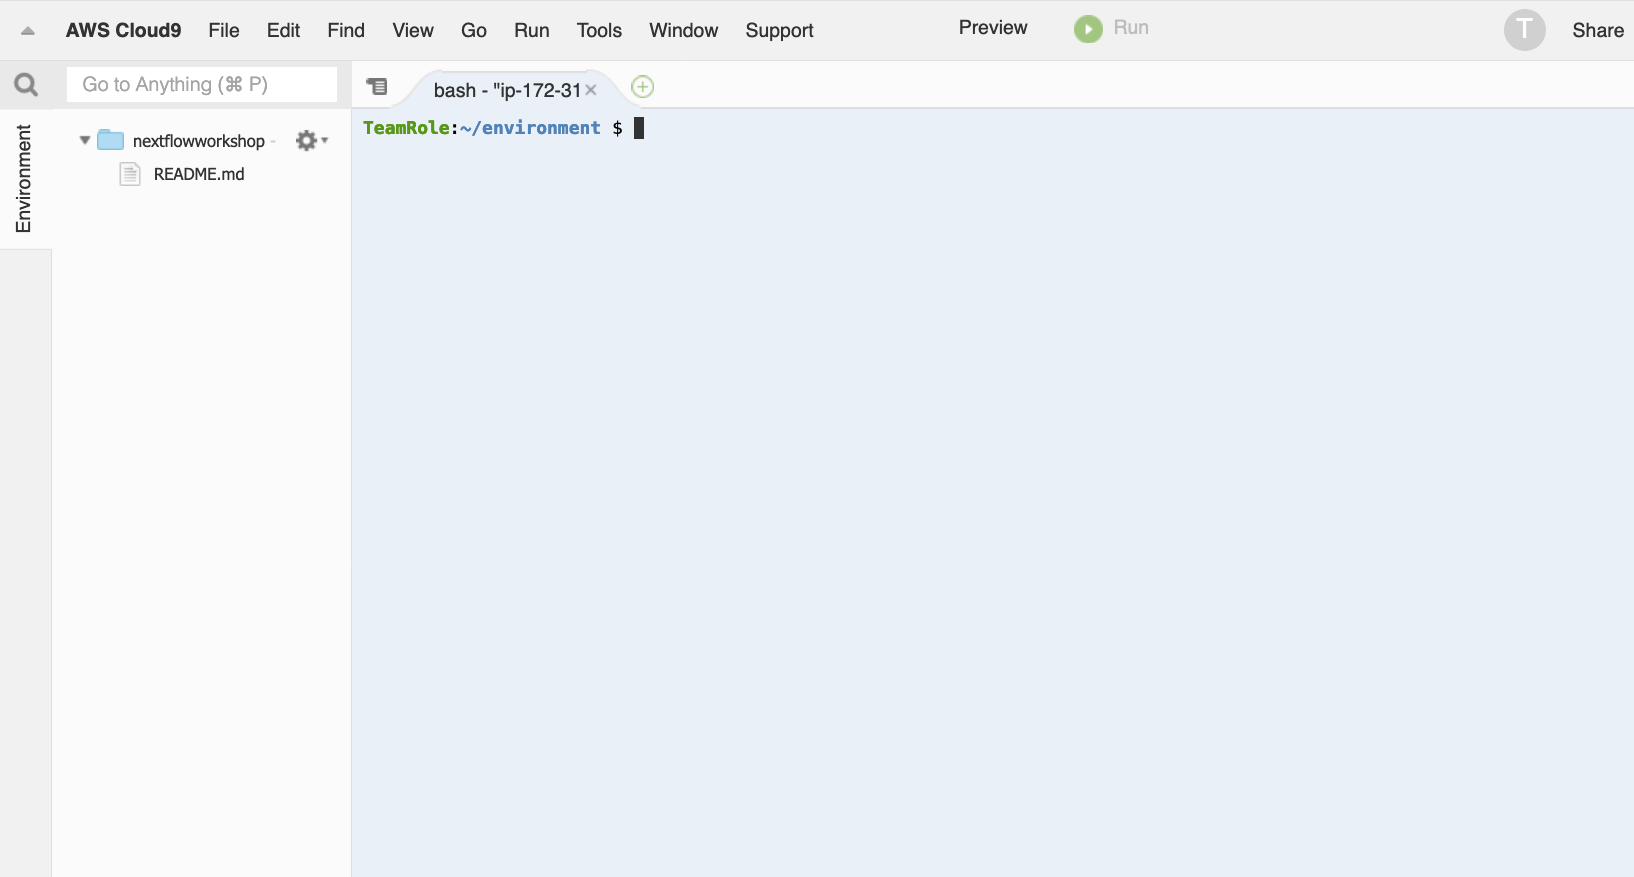 AWS Cloud9 File Edit Find View Go Run Tools Window Support Preview Run T Share
Go to Anything (⌘ P)
bash - "ip-172-31
Environment
nextflowworkshop -
README.md
TeamRole:~/environment $